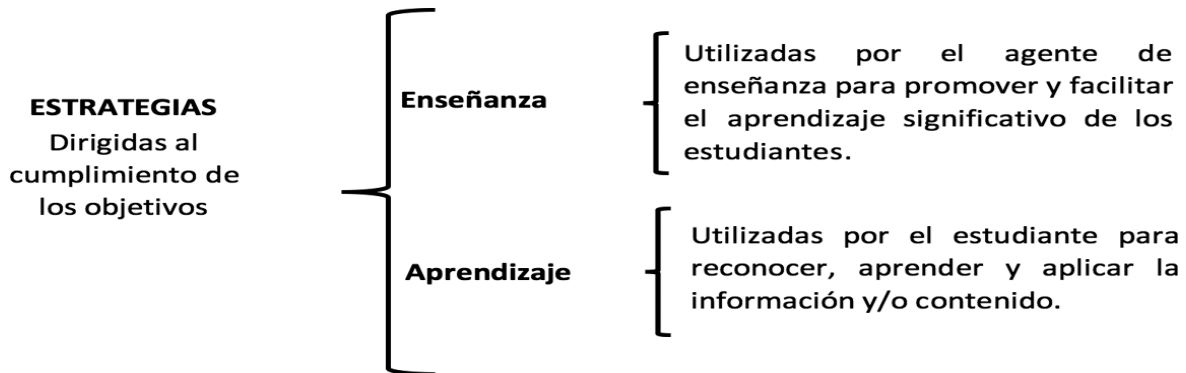 ESTRATEGIAS
Dirigidas al
cumplimiento de
los objetivos
Enseñanza
Utilizadas por el agente de
enseñanza para promover y facilitar
el aprendizaje significativo de los
estudiantes.
Aprendizaje
Utilizadas por el estudiante para
reconocer, aprender y aplicar la
información y/o contenido.